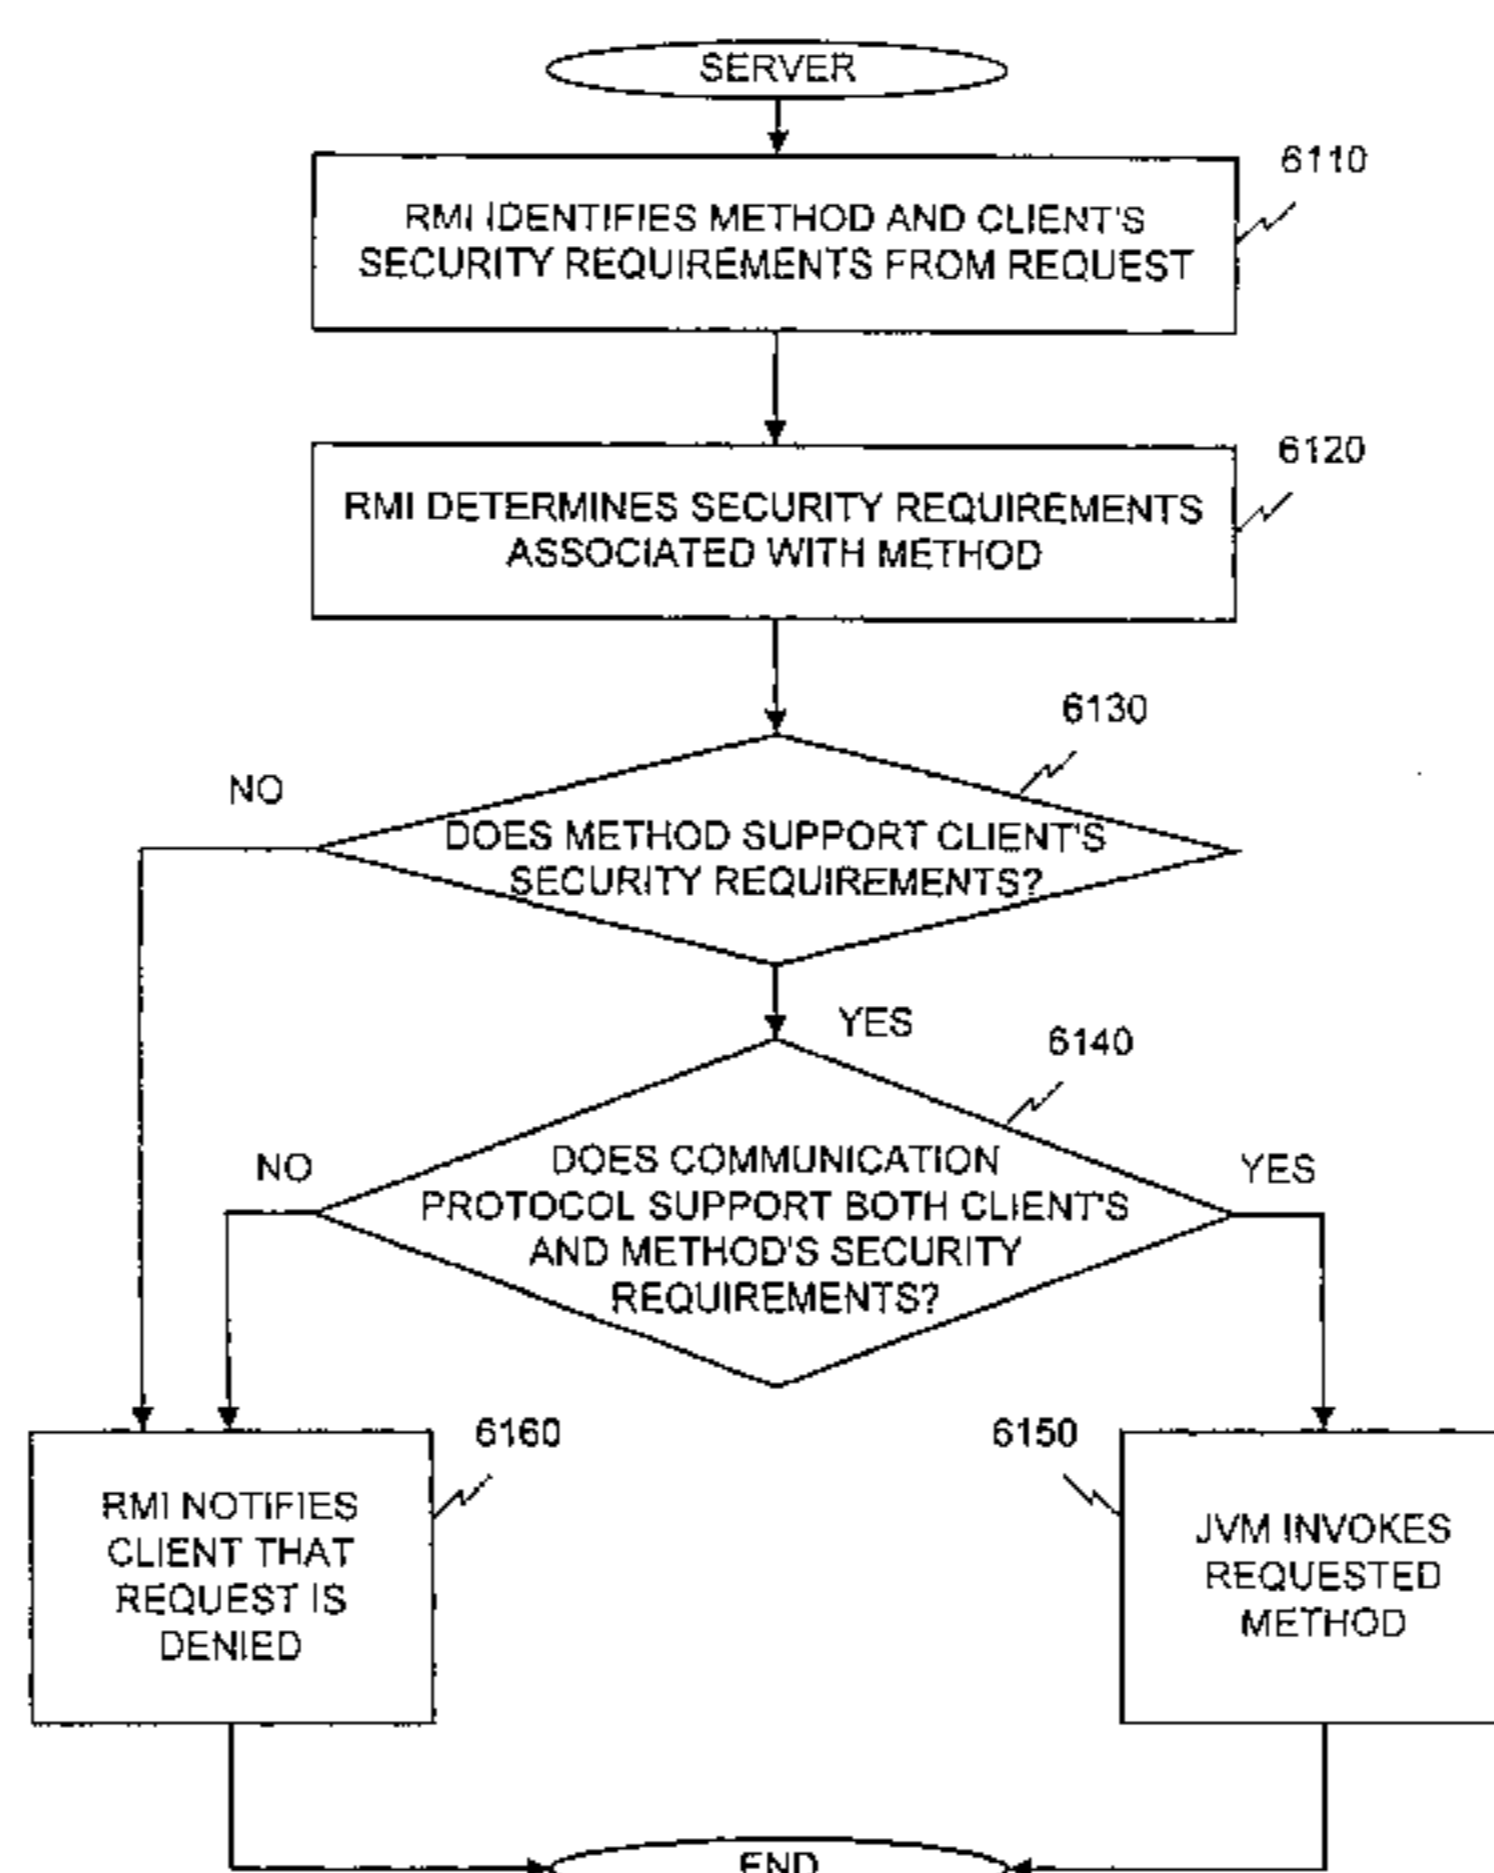 SERVER
6110
RMI IDENTIFIES METHOD AND CLIENT'S
SECURITY REQUIREMENTS FROM REQUEST
6120
RMI DETERMINES SECURITY REQUIREMENTS
ASSOCIATED WITH METHOD
6130
NO
DOES METHOD SUPPORT CLIENT'S
SECURITY REQUIREMENTS?
YES
6140
NO
DOES COMMUNICATION
PROTOCOL SUPPORT BOTH CLIENT'S
AND METHOD'S SECURITY
REQUIREMENTS?
YES
6160
RMI NOTIFIES
CLIENT THAT
REQUEST IS
DENIED
6150
JVM INVOKES
REQUESTED
METHOD
END